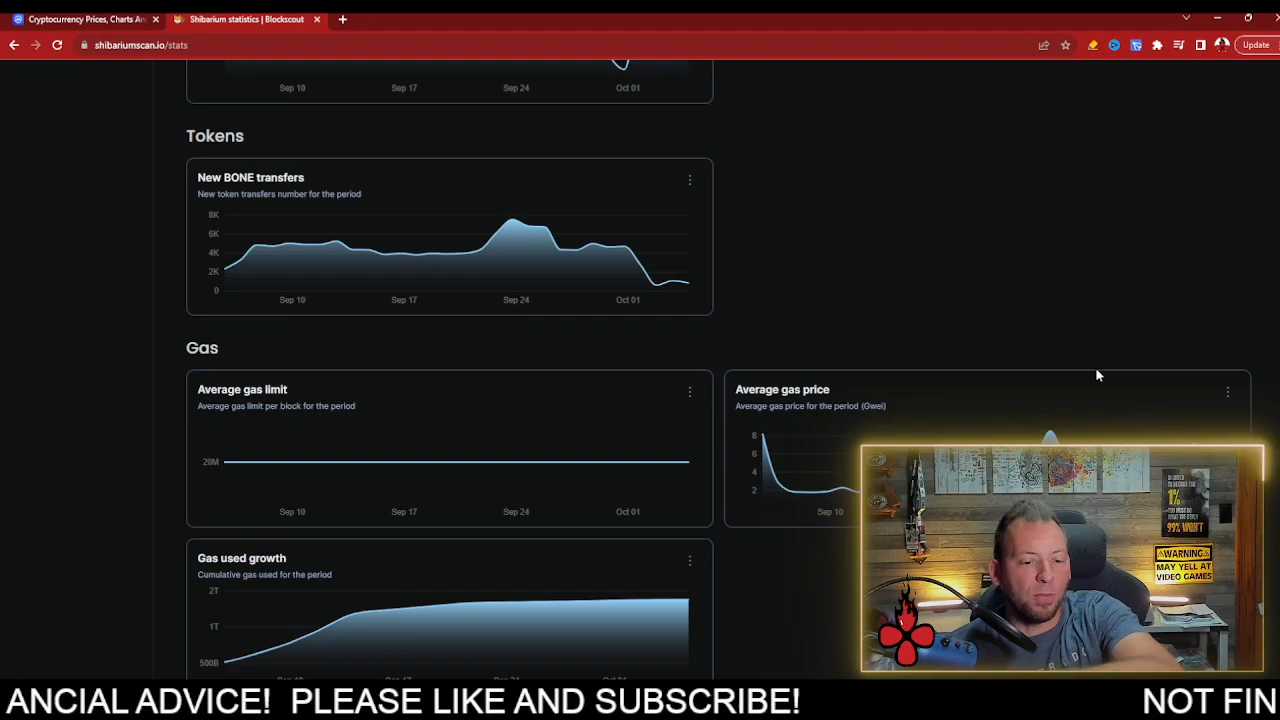 Cryptocurrency Prices, Charts An
Shibarium statistics | Blockscout
shibariumscan.io/stats
Update
Sep 10
Sep 17
Sep 24
Oct 01
Tokens
New BONE transfers
New token transfers number for the period
8K
6K
4K
2K
0
Sep 10
Sep 17
Sep 24
Oct 01
Gas
Average gas limit
Average gas limit per block for the period
20M
Sep 10
Sep 17
Sep 24
Oct 01
Average gas price
Average gas price for the period (Gwei)
8
6
4
2
Sep 10
Gas used growth
Cumulative gas used for the period
2T
1T
500B
1%
99% WON'T
WARNING
MAY YELL AT
VIDEO GAMES
ANCIAL ADVICE! PLEASE LIKE AND SUBSCRIBE!
NOT FIN